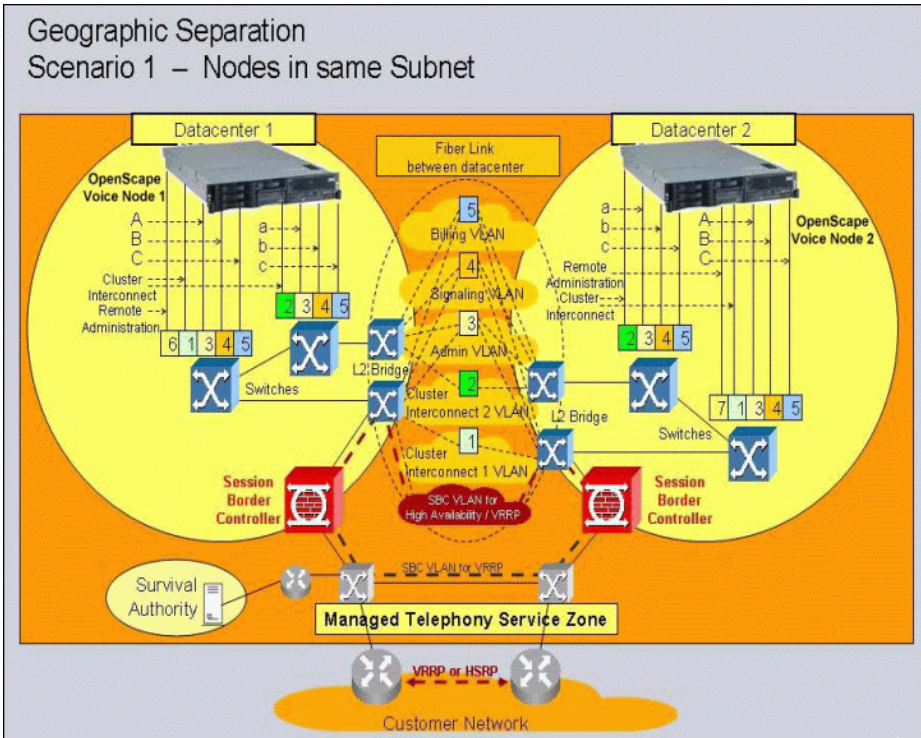 Geographic Separation
Scenario 1 – Nodes in same Subnet
Datacenter 1
Datacenter 2
Fiber Link
between datacenter
OpenScape
Voice Node 1
A
B
C
Cluster
Interconnect
Remote
Administration
a
b
c
6 1 3 4 5
2 3 4 5
Switches
L2 Bridge
5
Billing VLAN
4
Signaling VLAN
3
Admin VLAN
2
Cluster
Interconnect 2 VLAN
1
Cluster
Interconnect 1 VLAN
SBC VLAN for
High Availability / VRRP
a
b
c
Remote
Administration
Cluster
Interconnect
A
B
C
OpenScape
Voice Node 2
2 3 4 5
7 1 3 4 5
L2 Bridge
Switches
Session
Border
Controller
Session
Border
Controller
SBC VLAN for VRRP
Survival
Authority
Managed Telephony Service Zone
VRRP or HSRP
Customer Network